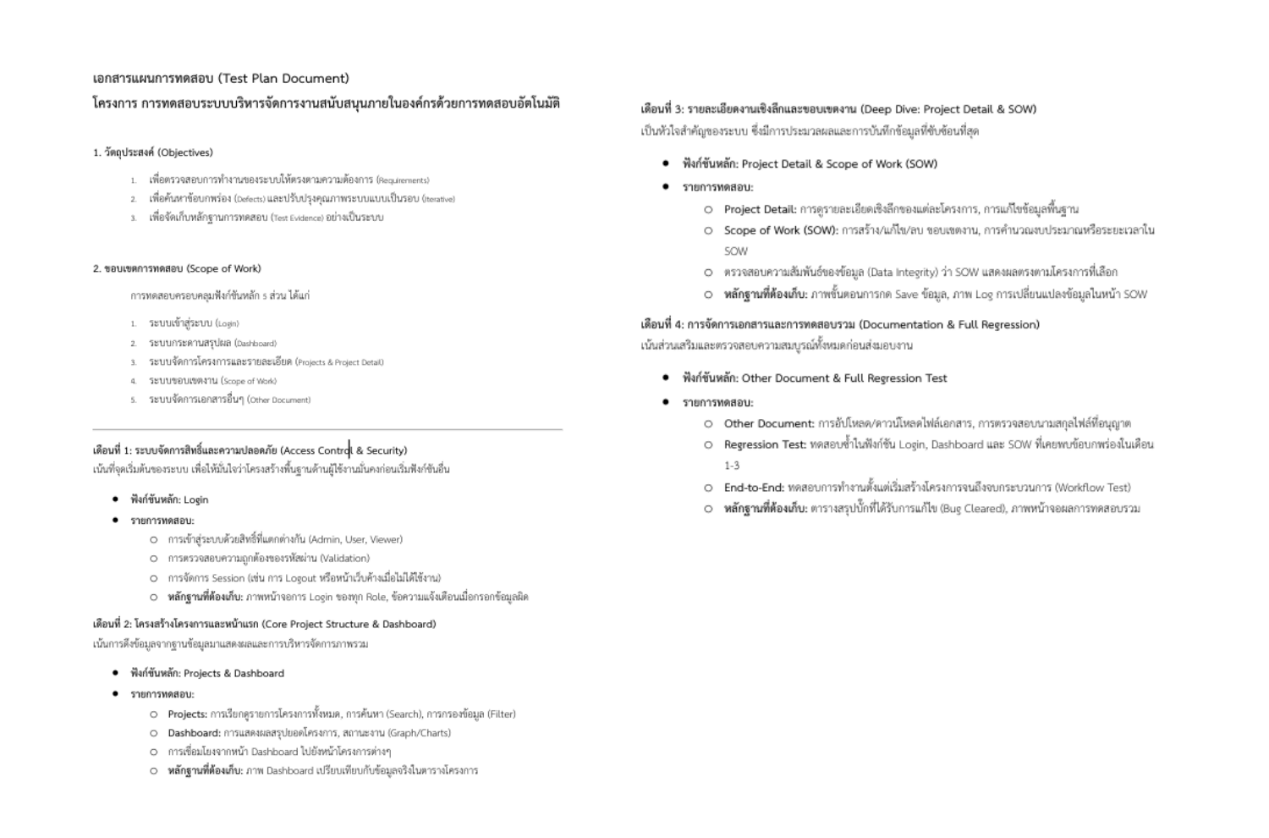 เอกสารแผนการทดสอบ (Test Plan Document)
โครงการ การทดสอบระบบบริหารจัดการงานสนับสนุนภายในองค์กรด้วยการทดสอบอัตโนมัติ
1. วัตถุประสงค์ (Objectives)
1. เพื่อตรวจสอบการทำงานของระบบให้ตรงตามความต้องการ (Requirements)
2. เพื่อค้นหาข้อบกพร่อง (Defects) และปรับปรุงคุณภาพระบบแบบเป็นรอบ (Iterative)
3. เพื่อจัดเก็บหลักฐานการทดสอบ (Test Evidence) อย่างเป็นระบบ
2. ขอบเขตการทดสอบ (Scope of Work)
การทดสอบครอบคลุมฟังก์ชันหลัก 5 ส่วน ได้แก่
1. ระบบเข้าสู่ระบบ (Login)
2. ระบบกระดานสรุปผล (Dashboard)
3. ระบบจัดการโครงการและรายละเอียด (Projects & Project Detail)
4. ระบบขอบเขตงาน (Scope of Work)
5. ระบบจัดการเอกสารอื่นๆ (Other Document)
เดือนที่ 1: ระบบจัดการสิทธิ์และความปลอดภัย (Access Control & Security)
เน้นที่จุดเริ่มต้นของระบบ เพื่อให้มั่นใจว่าโครงสร้างพื้นฐานด้านผู้ใช้งานมั่นคงก่อนเริ่มฟังก์ชันอื่น
● ฟังก์ชันหลัก: Login
● รายการทดสอบ:
○ การเข้าสู่ระบบด้วยสิทธิ์ที่แตกต่างกัน (Admin, User, Viewer)
○ การตรวจสอบความถูกต้องของรหัสผ่าน (Validation)
○ การจัดการ Session (เช่น การ Logout หรือหน้าเว็บค้างเมื่อไม่ได้ใช้งาน)
○ หลักฐานที่ต้องเก็บ: ภาพหน้าจอการ Login ของทุก Role, ข้อความแจ้งเตือนเมื่อกรอกข้อมูลผิด
เดือนที่ 2: โครงสร้างโครงการและหน้าแรก (Core Project Structure & Dashboard)
เน้นการดึงข้อมูลจากฐานข้อมูลมาแสดงผลและการบริหารจัดการภาพรวม
● ฟังก์ชันหลัก: Projects & Dashboard
● รายการทดสอบ:
○ Projects: การเรียกดูรายการโครงการทั้งหมด, การค้นหา (Search), การกรองข้อมูล (Filter)
○ Dashboard: การแสดงผลสรุปยอดโครงการ, สถานะงาน (Graph/Charts)
○ การเชื่อมโยงจากหน้า Dashboard ไปยังหน้าโครงการต่างๆ
○ หลักฐานที่ต้องเก็บ: ภาพ Dashboard เปรียบเทียบกับข้อมูลจริงในตารางโครงการ
เดือนที่ 3: รายละเอียดงานเชิงลึกและขอบเขตงาน (Deep Dive: Project Detail & SOW)
เป็นหัวใจสำคัญของระบบ ซึ่งมีการประมวลผลและการบันทึกข้อมูลที่ซับซ้อนที่สุด
● ฟังก์ชันหลัก: Project Detail & Scope of Work (SOW)
● รายการทดสอบ:
○ Project Detail: การดูรายละเอียดเชิงลึกของแต่ละโครงการ, การแก้ไขข้อมูลพื้นฐาน
○ Scope of Work (SOW): การสร้าง/แก้ไข/ลบ ขอบเขตงาน, การคำนวณงบประมาณหรือระยะเวลาใน
SOW
○ ตรวจสอบความสัมพันธ์ของข้อมูล (Data Integrity) ว่า SOW แสดงผลตรงตามโครงการที่เลือก
○ หลักฐานที่ต้องเก็บ: ภาพขั้นตอนการกด Save ข้อมูล, ภาพ Log การเปลี่ยนแปลงข้อมูลในหน้า SOW
เดือนที่ 4: การจัดการเอกสารและการทดสอบรวม (Documentation & Full Regression)
เน้นส่วนเสริมและตรวจสอบความสมบูรณ์ทั้งหมดก่อนส่งมอบงาน
● ฟังก์ชันหลัก: Other Document & Full Regression Test
● รายการทดสอบ:
○ Other Document: การอัปโหลด/ดาวน์โหลดไฟล์เอกสาร, การตรวจสอบนามสกุลไฟล์ที่อนุญาต
○ Regression Test: ทดสอบซ้ำในฟังก์ชัน Login, Dashboard และ SOW ที่เคยพบข้อบกพร่องในเดือน
1-3
○ End-to-End: ทดสอบการทำงานตั้งแต่เริ่มสร้างโครงการจนถึงจบกระบวนการ (Workflow Test)
○ หลักฐานที่ต้องเก็บ: ตารางสรุปบั๊กที่ได้รับการแก้ไข (Bug Cleared), ภาพหน้าจอผลการทดสอบรวม